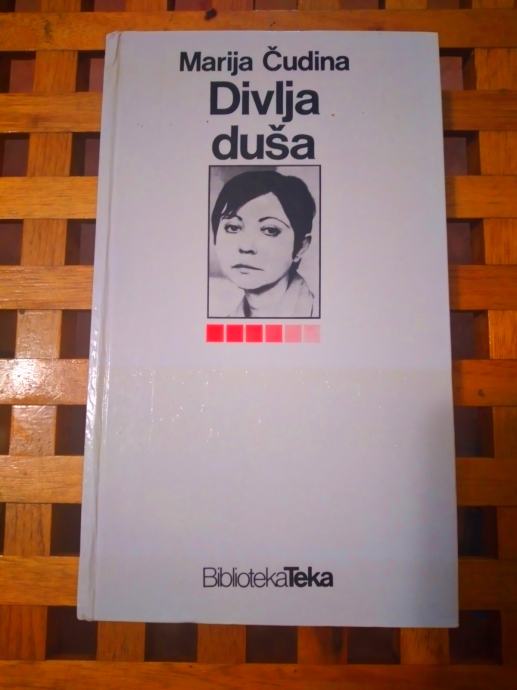 Marija Čudina
Divlja
duša
BibliotekaTeka